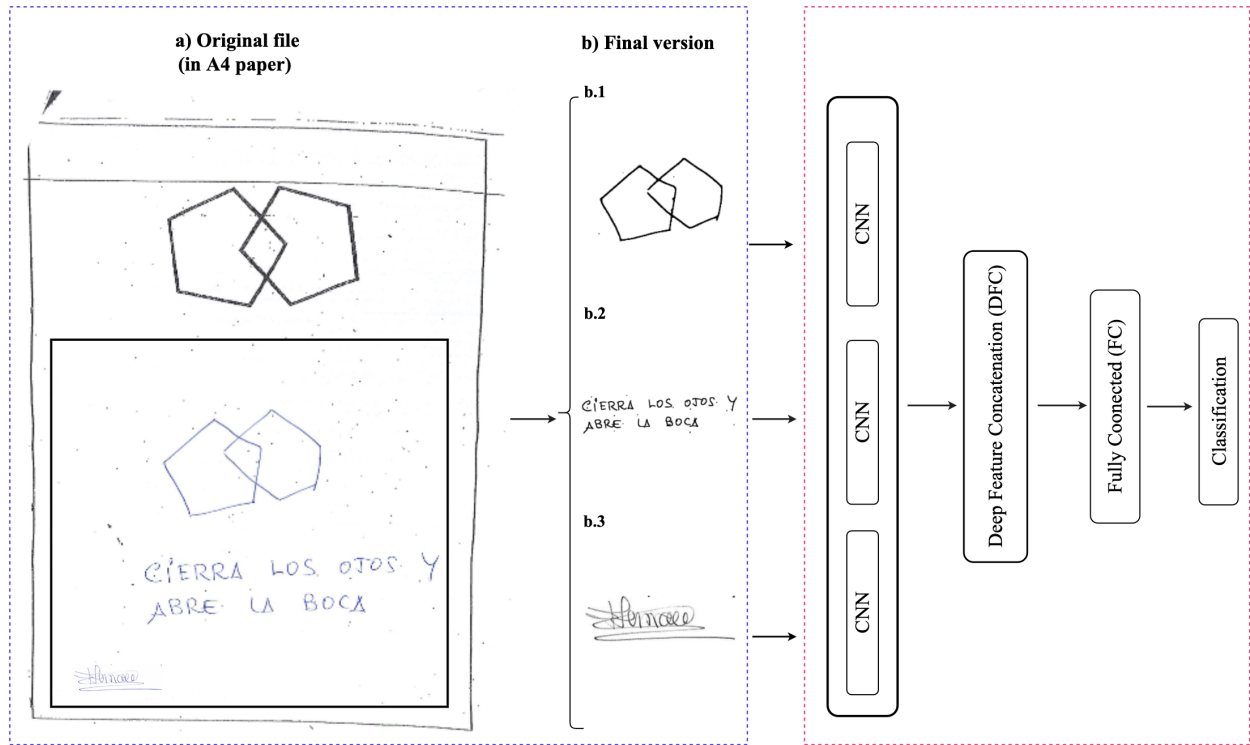 a) Original file
(in A4 paper)
CIERRA LOS OJOS Y
ABRE LA BOCA
b) Final version
b.1
b.2
CIERRA LOS OJOS Y
ABRE LA BOCA
b.3
CNN
CNN
CNN
Deep Feature Concatenation (DFC)
Fully Coonected (FC)
Classification